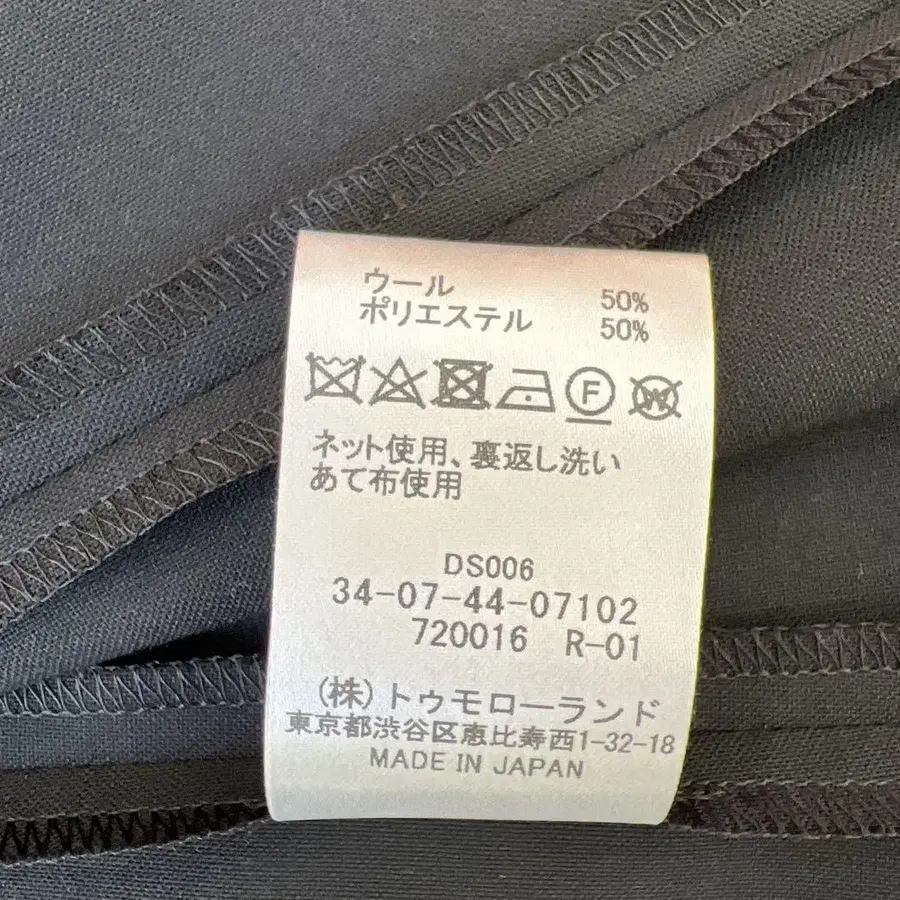 ウール 50%
ポリエステル 50%
F W
ネット使用、裏返し洗い
あて布使用
DS006
34-07-44-07102
720016 R-01
(株)トゥモローランド
東京都渋谷区恵比寿西1-32-18
MADE IN JAPAN